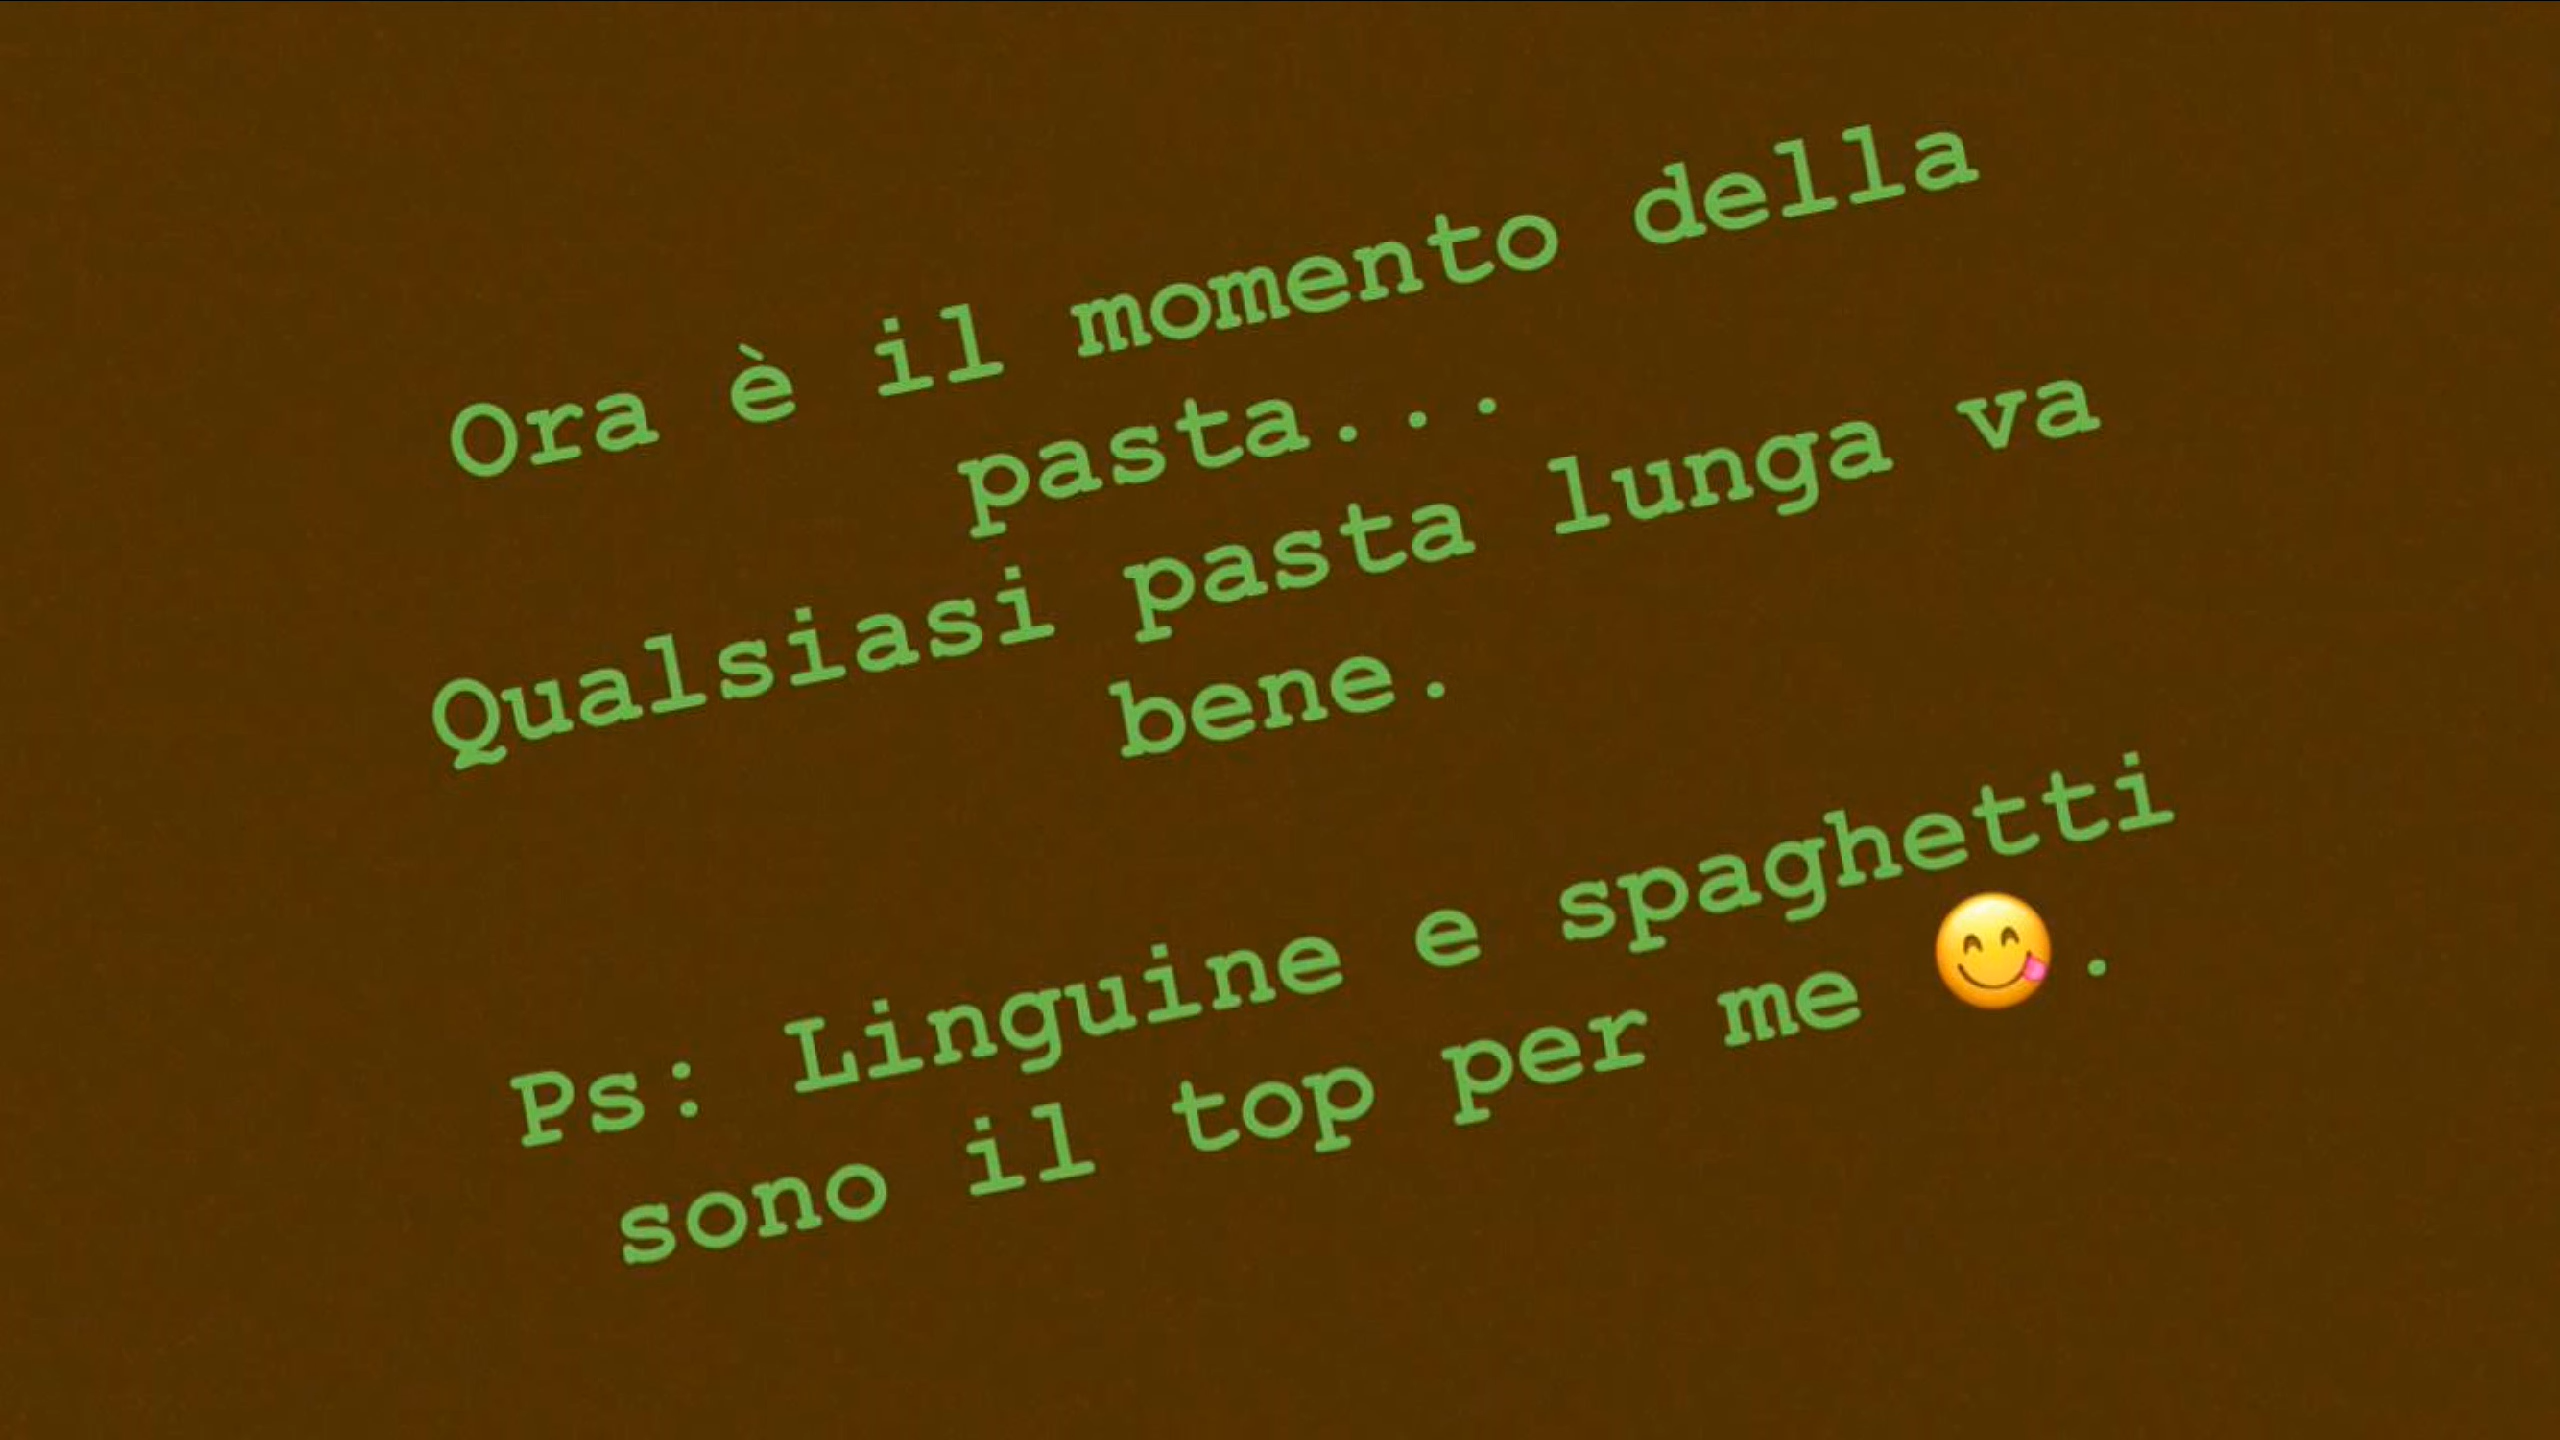 Ora è il momento della
pasta...
Qualsiasi pasta lunga va
bene.
Ps: Linguine e spaghetti
sono il top per me 😋.